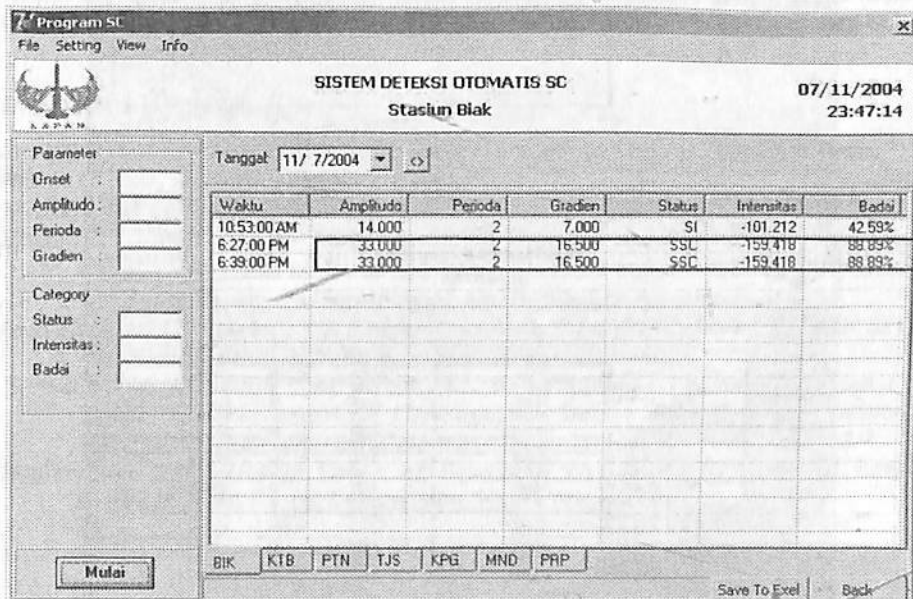 Program SC
File Setting View Info
SISTEM DETEKSI OTOMATIS SC
Stasiun Biak
07/11/2004
23:47:14
LAPAN
Parameter
Onset :
Amplitudo :
Perioda :
Gradien :
Category
Status :
Intensitas :
Badai :
Mulai
Tanggal: 11/ 7/2004 <>
Waktu Amplitudo Perioda Gradien Status Intensitas Badai
10:53:00 AM 14.000 2 7.000 SI -101.212 42.59%
6:27:00 PM 33.000 2 16.500 SSC -159.418 88.89%
6:39:00 PM 33.000 2 16.500 SSC -159.418 88.89%
BIK KTB PTN TJS KPG MND PRP
Save To Exel Back